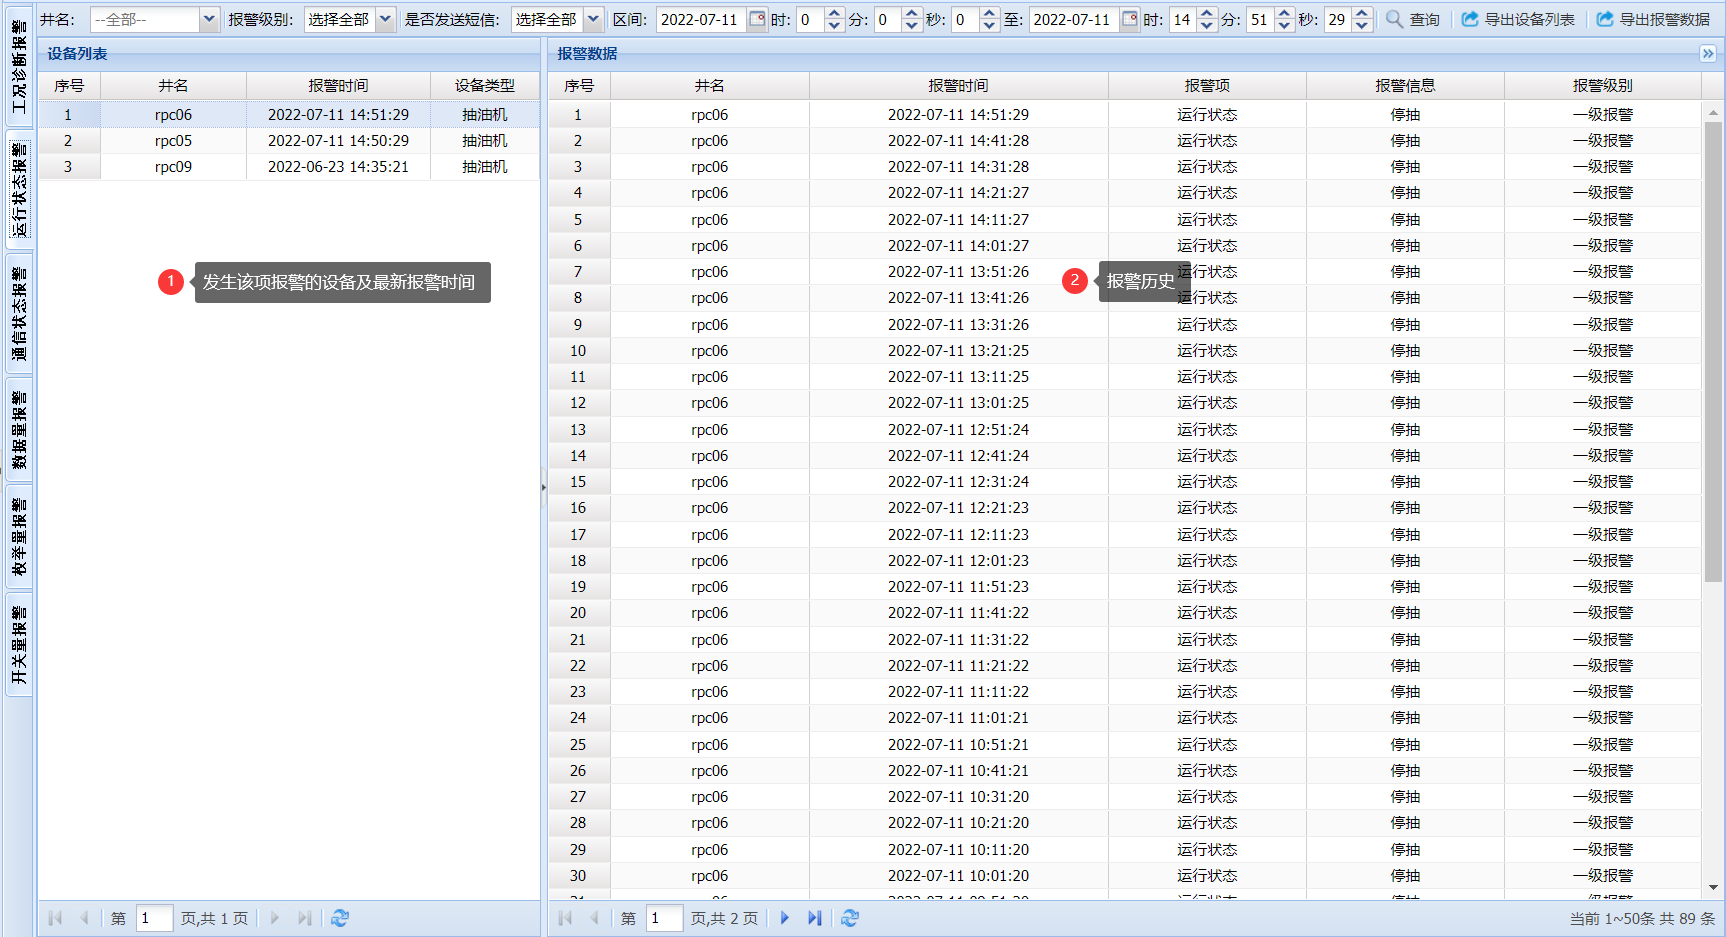 井名: --全部-- 报警级别: 选择全部 是否发送短信: 选择全部 区间: 2022-07-11 时: 0 分: 0 秒: 0 至: 2022-07-11 时: 14 分: 51 秒: 29 查询 导出设备列表 导出报警数据
工况诊断报警
运行状态报警
通信状态报警
数据量报警
枚举量报警
开关量报警
设备列表
序号 井名 报警时间 设备类型
1 rpc06 2022-07-11 14:51:29 抽油机
2 rpc05 2022-07-11 14:50:29 抽油机
3 rpc09 2022-06-23 14:35:21 抽油机
1 发生该项报警的设备及最新报警时间
第 1 页,共 1 页
报警数据
序号 井名 报警时间 报警项 报警信息 报警级别
1 rpc06 2022-07-11 14:51:29 运行状态 停抽 一级报警
2 rpc06 2022-07-11 14:41:28 运行状态 停抽 一级报警
3 rpc06 2022-07-11 14:31:28 运行状态 停抽 一级报警
4 rpc06 2022-07-11 14:21:27 运行状态 停抽 一级报警
5 rpc06 2022-07-11 14:11:27 运行状态 停抽 一级报警
6 rpc06 2022-07-11 14:01:27 运行状态 停抽 一级报警
7 rpc06 2022-07-11 13:51:26 运行状态 停抽 一级报警
2 报警历史
8 rpc06 2022-07-11 13:41:26 运行状态 停抽 一级报警
9 rpc06 2022-07-11 13:31:26 运行状态 停抽 一级报警
10 rpc06 2022-07-11 13:21:25 运行状态 停抽 一级报警
11 rpc06 2022-07-11 13:11:25 运行状态 停抽 一级报警
12 rpc06 2022-07-11 13:01:25 运行状态 停抽 一级报警
13 rpc06 2022-07-11 12:51:24 运行状态 停抽 一级报警
14 rpc06 2022-07-11 12:41:24 运行状态 停抽 一级报警
15 rpc06 2022-07-11 12:31:24 运行状态 停抽 一级报警
16 rpc06 2022-07-11 12:21:23 运行状态 停抽 一级报警
17 rpc06 2022-07-11 12:11:23 运行状态 停抽 一级报警
18 rpc06 2022-07-11 12:01:23 运行状态 停抽 一级报警
19 rpc06 2022-07-11 11:51:23 运行状态 停抽 一级报警
20 rpc06 2022-07-11 11:41:22 运行状态 停抽 一级报警
21 rpc06 2022-07-11 11:31:22 运行状态 停抽 一级报警
22 rpc06 2022-07-11 11:21:22 运行状态 停抽 一级报警
23 rpc06 2022-07-11 11:11:22 运行状态 停抽 一级报警
24 rpc06 2022-07-11 11:01:21 运行状态 停抽 一级报警
25 rpc06 2022-07-11 10:51:21 运行状态 停抽 一级报警
26 rpc06 2022-07-11 10:41:21 运行状态 停抽 一级报警
27 rpc06 2022-07-11 10:31:20 运行状态 停抽 一级报警
28 rpc06 2022-07-11 10:21:20 运行状态 停抽 一级报警
29 rpc06 2022-07-11 10:11:20 运行状态 停抽 一级报警
30 rpc06 2022-07-11 10:01:20 运行状态 停抽 一级报警
第 1 页,共 2 页 当前 1~50条 共 89 条